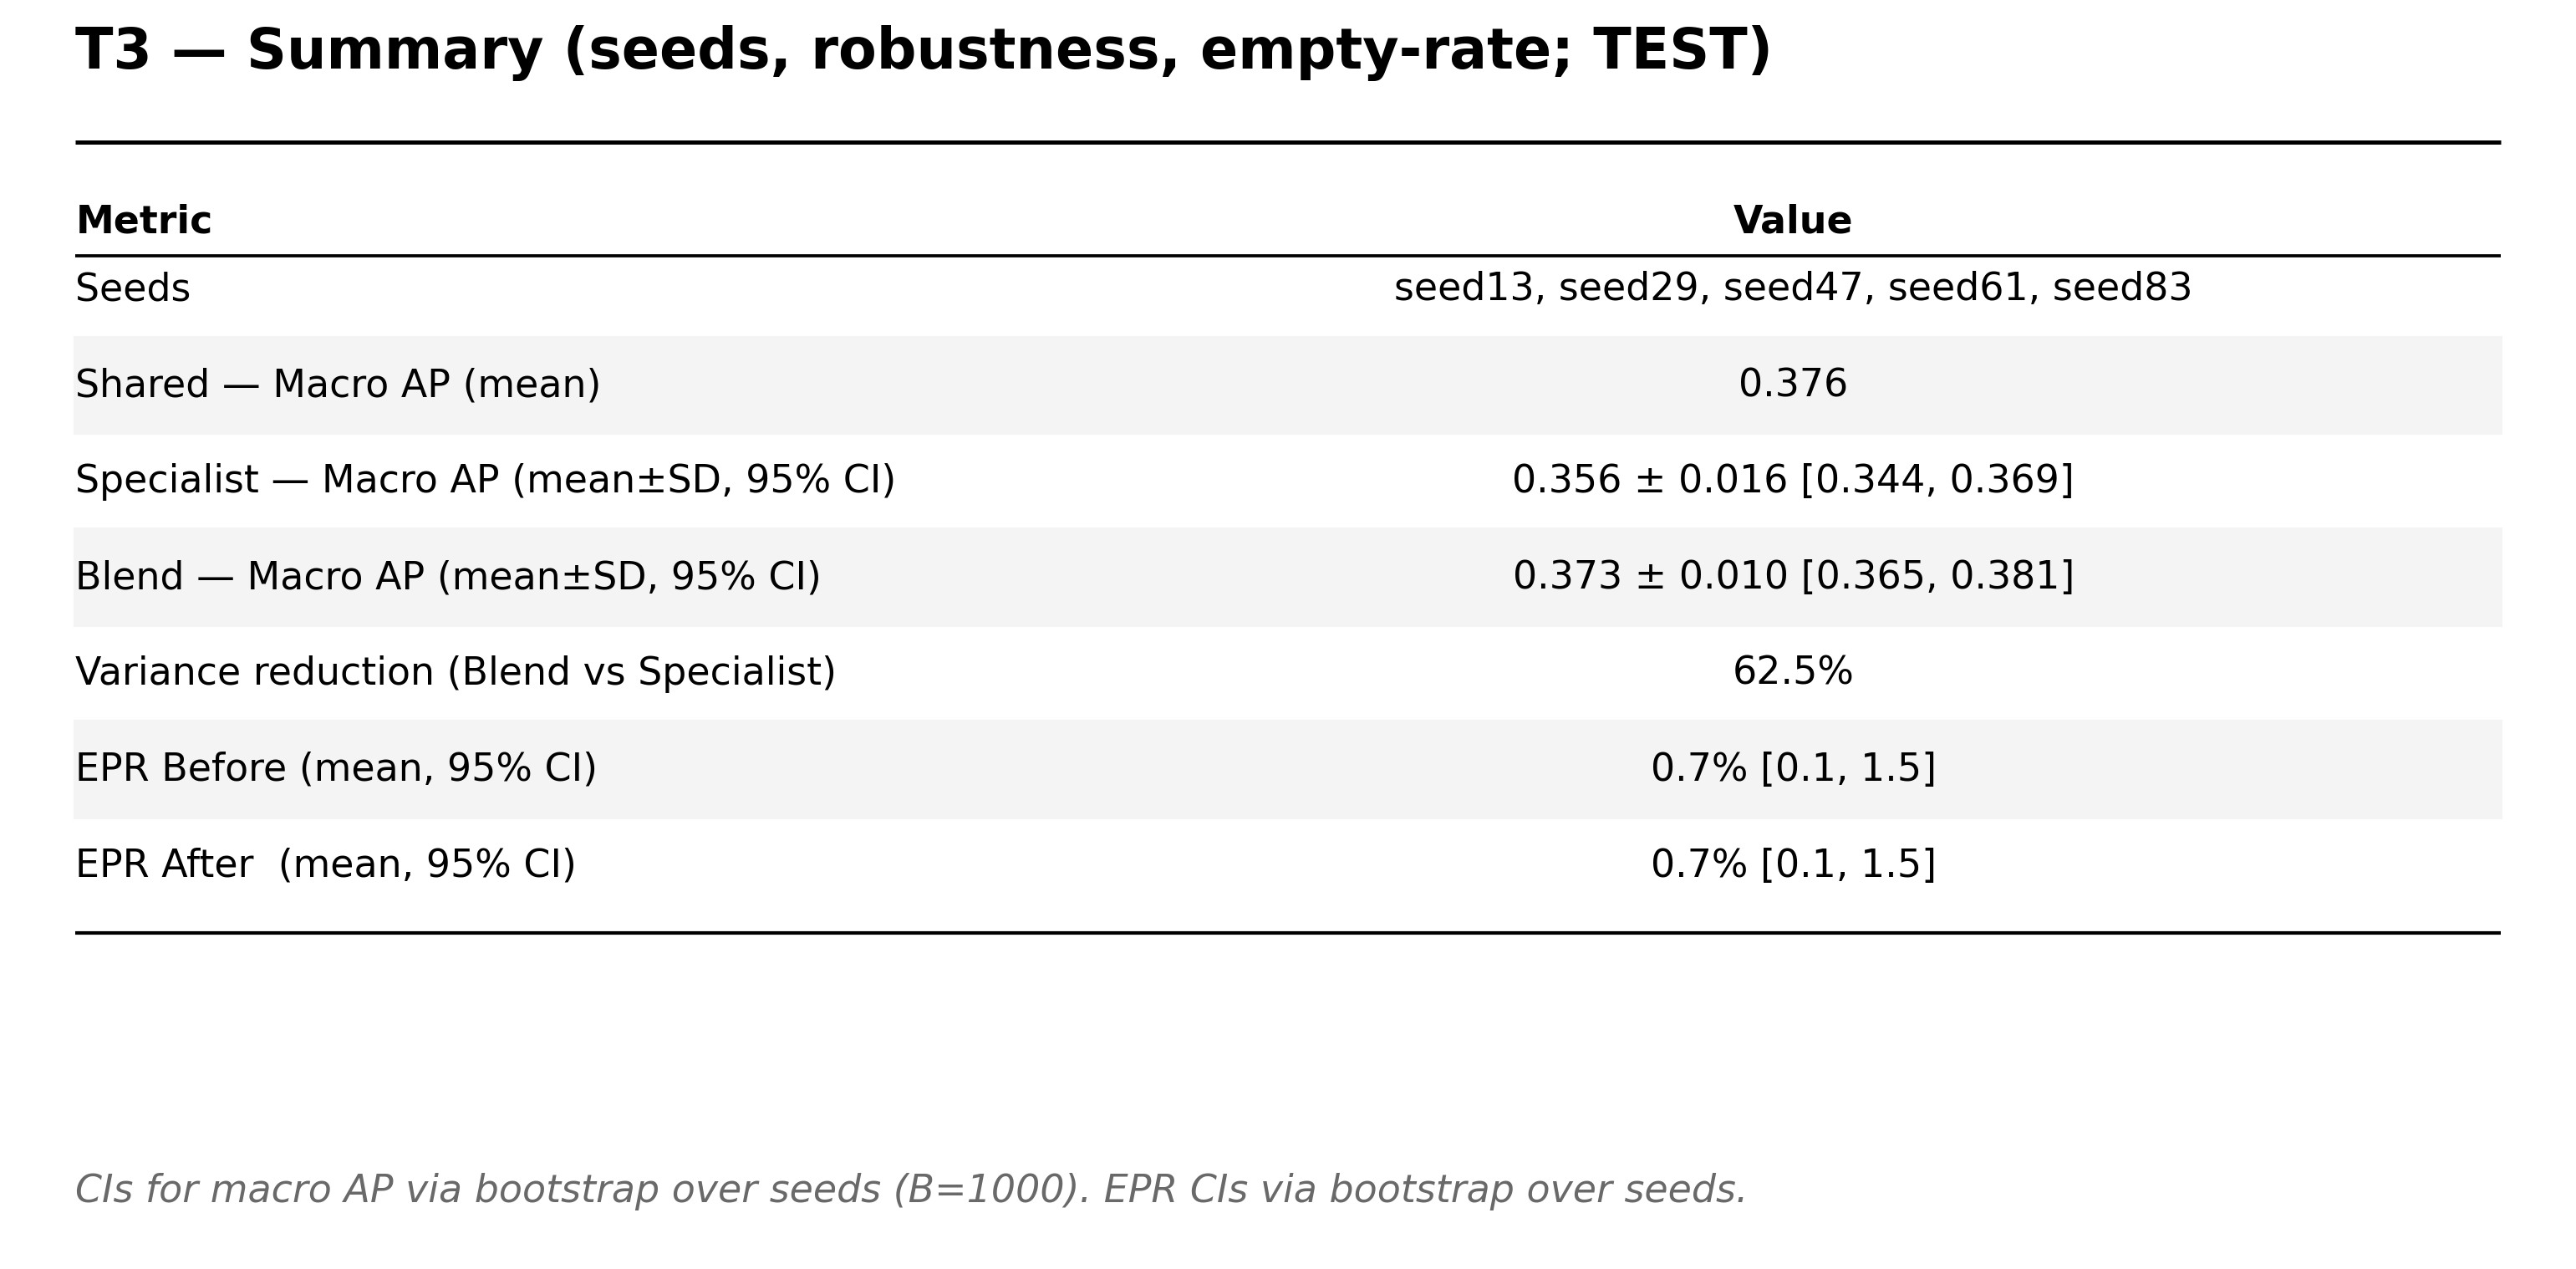 T3 — Summary (seeds, robustness, empty-rate; TEST)
Metric Value
Seeds seed13, seed29, seed47, seed61, seed83
Shared — Macro AP (mean) 0.376
Specialist — Macro AP (mean±SD, 95% CI) 0.356 ± 0.016 [0.344, 0.369]
Blend — Macro AP (mean±SD, 95% CI) 0.373 ± 0.010 [0.365, 0.381]
Variance reduction (Blend vs Specialist) 62.5%
EPR Before (mean, 95% CI) 0.7% [0.1, 1.5]
EPR After  (mean, 95% CI) 0.7% [0.1, 1.5]
CIs for macro AP via bootstrap over seeds (B=1000). EPR CIs via bootstrap over seeds.